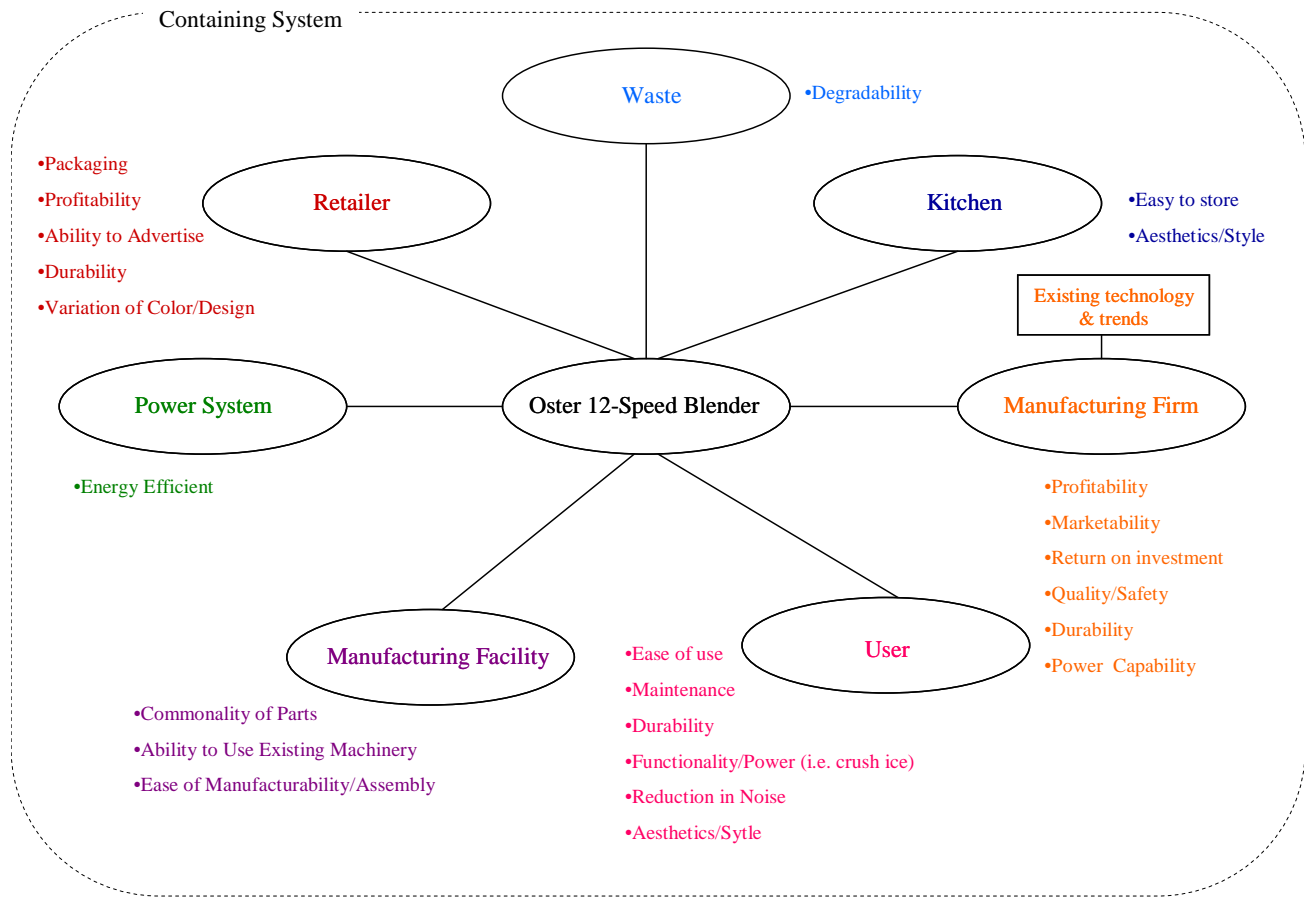 Containing System
Waste
•Degradability
•Packaging
•Profitability
•Ability to Advertise
•Durability
•Variation of Color/Design
Retailer
Kitchen
•Easy to store
•Aesthetics/Style
Existing technology
& trends
Power System
•Energy Efficient
Oster 12-Speed Blender
Manufacturing Firm
•Profitability
•Marketability
•Return on investment
•Quality/Safety
•Durability
•Power  Capability
Manufacturing Facility
•Commonality of Parts
•Ability to Use Existing Machinery
•Ease of Manufacturability/Assembly
User
•Ease of use
•Maintenance
•Durability
•Functionality/Power (i.e. crush ice)
•Reduction in Noise
•Aesthetics/Sytle